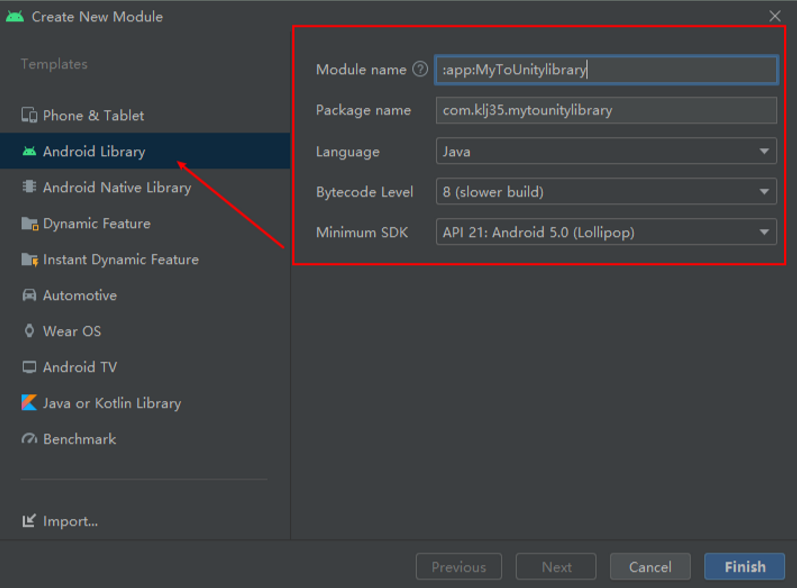 Create New Module
Templates
Phone & Tablet
Android Library
Android Native Library
Dynamic Feature
Instant Dynamic Feature
Automotive
Wear OS
Android TV
Java or Kotlin Library
Benchmark
Import...
Module name ? :app:MyToUnitylibrary
Package name com.klj35.mytounitylibrary
Language Java
Bytecode Level 8 (slower build)
Minimum SDK API 21: Android 5.0 (Lollipop)
Previous Next Cancel Finish